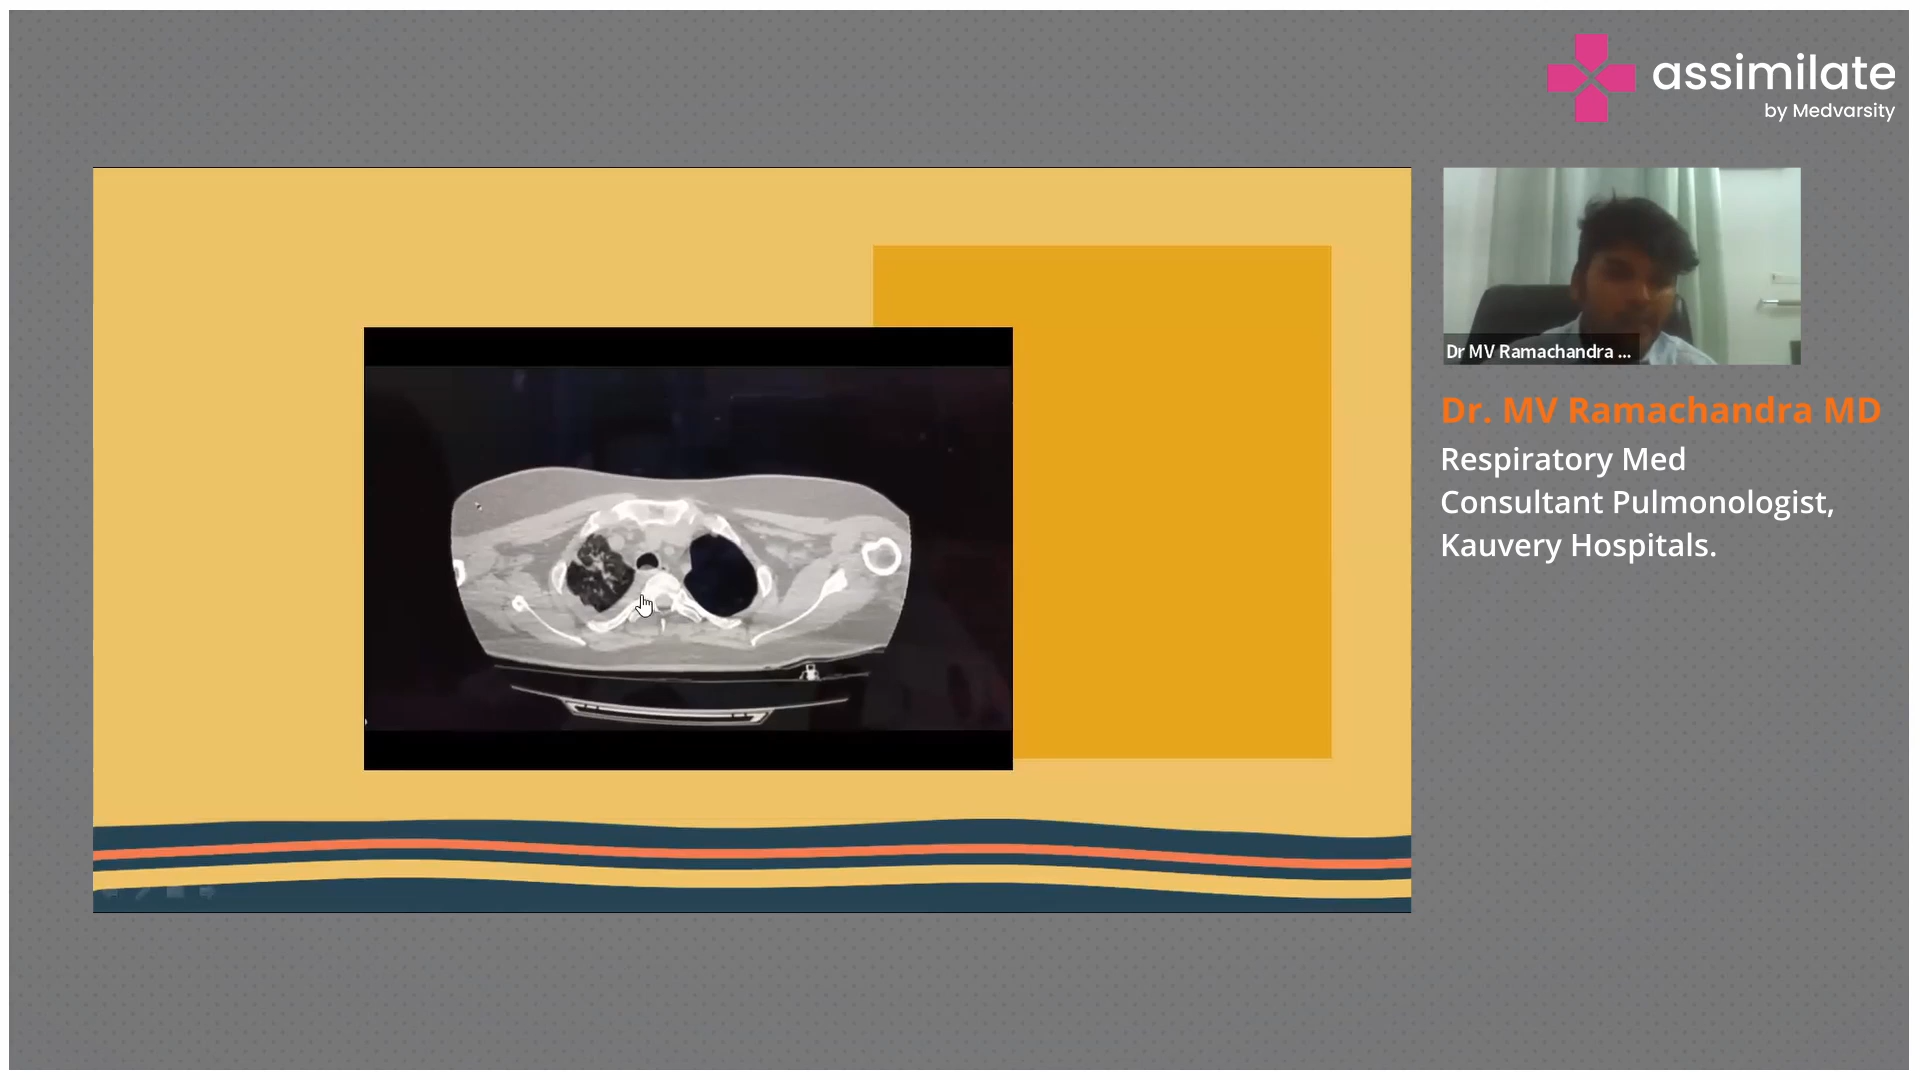 assimilate
by Medvarsity
Dr MV Ramachandra ...
Dr. MV Ramachandra MD
Respiratory Med
Consultant Pulmonologist,
Kauvery Hospitals.